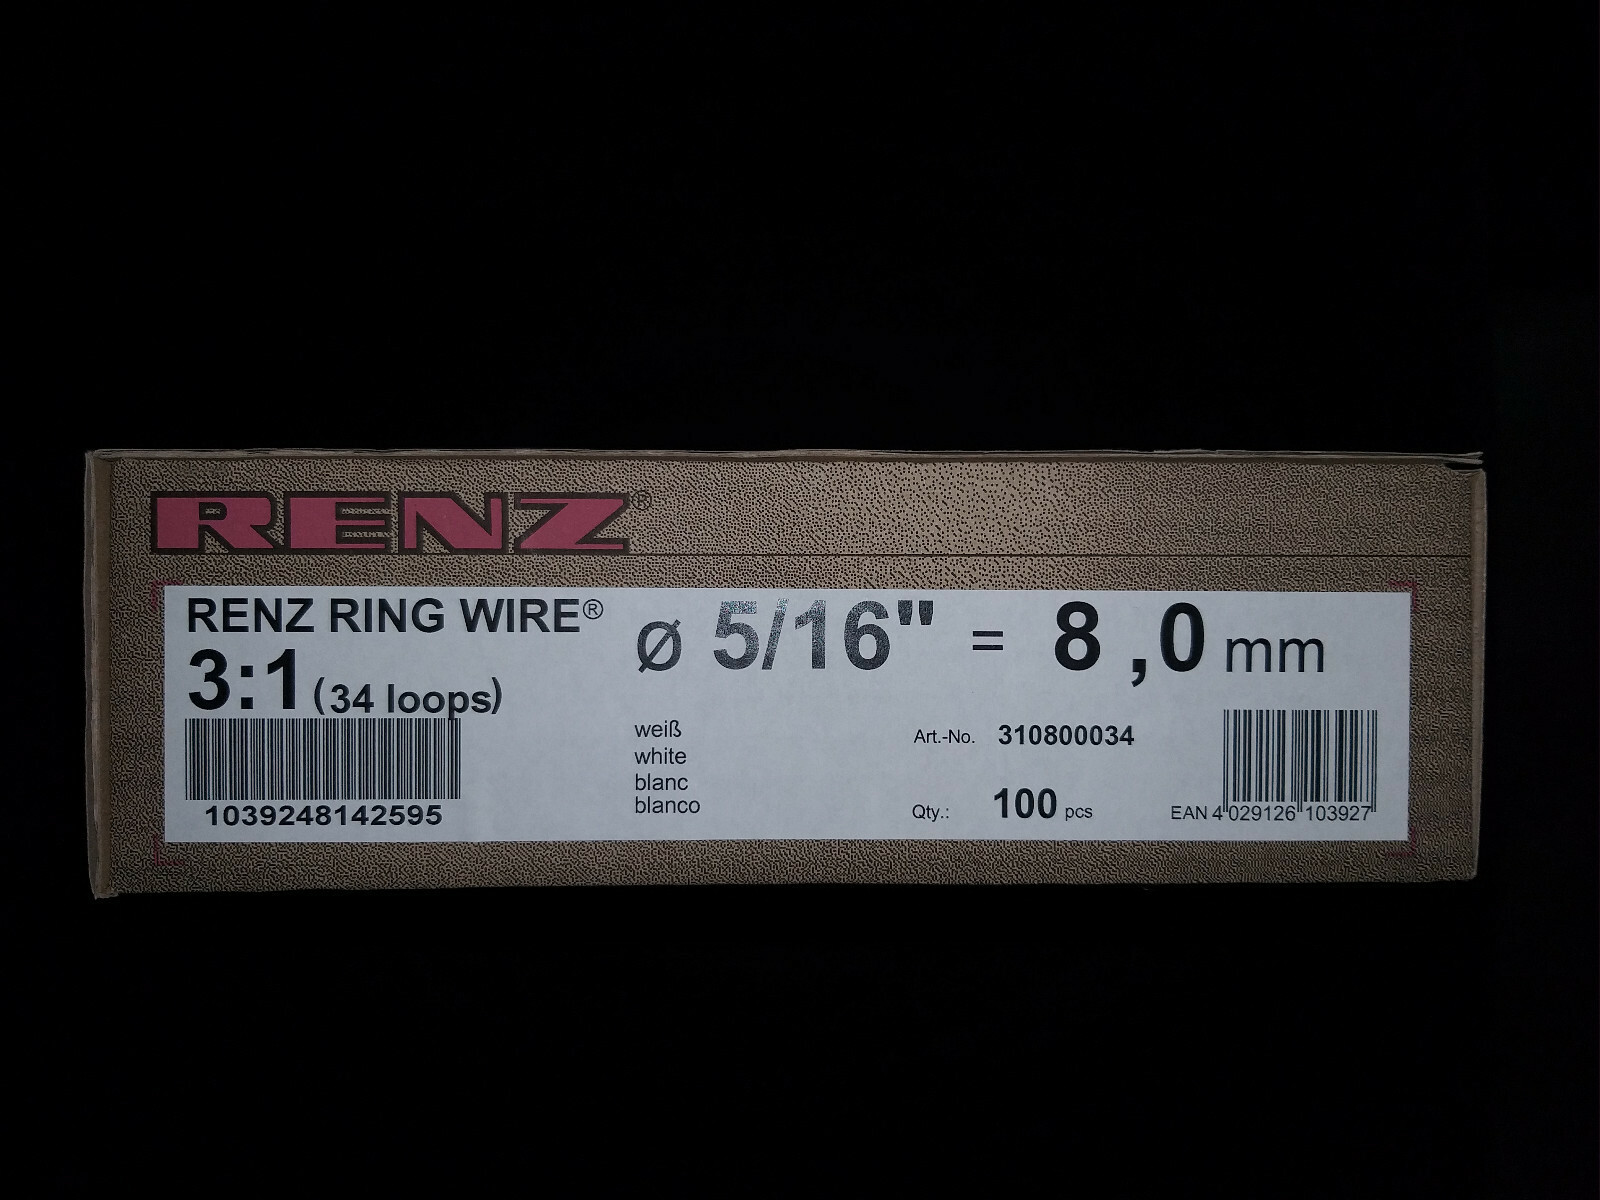 RENZ®
RENZ RING WIRE®
3:1 (34 loops)
1039248142595
ø 5/16" = 8 ,0 mm
weiß
white
blanc
blanco
Art.-No. 310800034
Qty.: 100 pcs
EAN 4 029126 103927